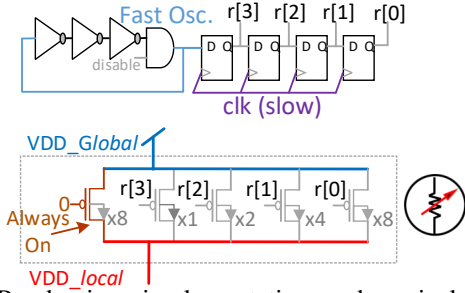 Fast Osc. r[3] r[2] r[1] r[0]
D Q D Q D Q D Q
disable
clk (slow)
VDD_Global
r[3] r[2] r[1] r[0]
0 x8 x1 x2 x4 x8
Always
On
VDD_local